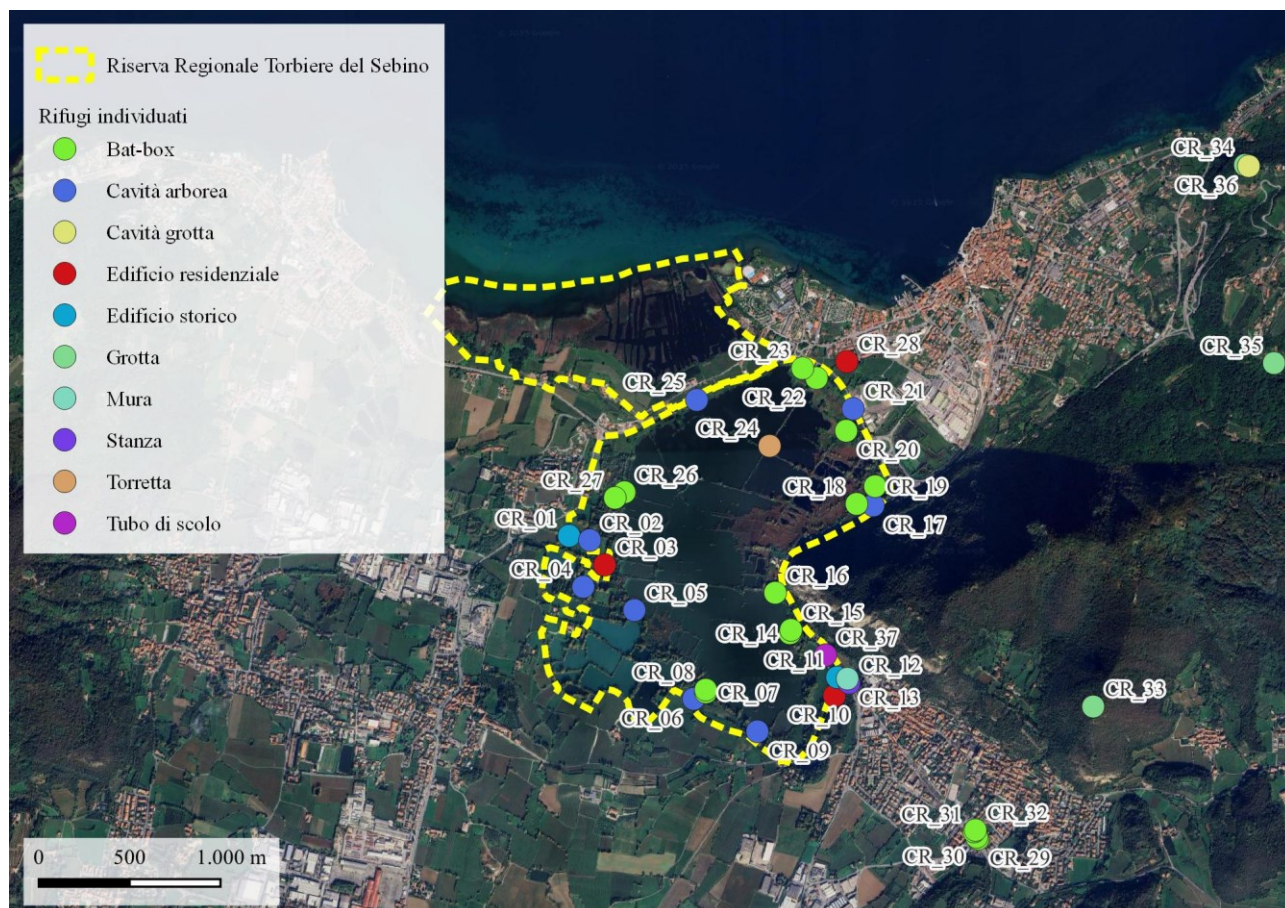 Riserva Regionale Torbiere del Sebino
Rifugi individuati
Bat-box
Cavità arborea
Cavità grotta
Edificio residenziale
Edificio storico
Grotta
Mura
Stanza
Torretta
Tubo di scolo
CR_34
CR_36
CR_35
CR_28
CR_23
CR_25
CR_22
CR_21
CR_24
CR_20
CR_26
CR_27
CR_19
CR_18
CR_17
CR_01
CR_02
CR_03
CR_04
CR_16
CR_05
CR_15
CR_14
CR_37
CR_11
CR_12
CR_08
CR_07
CR_13
CR_10
CR_06
CR_33
CR_09
CR_31
CR_32
CR_30
CR_29
0 500 1.000 m